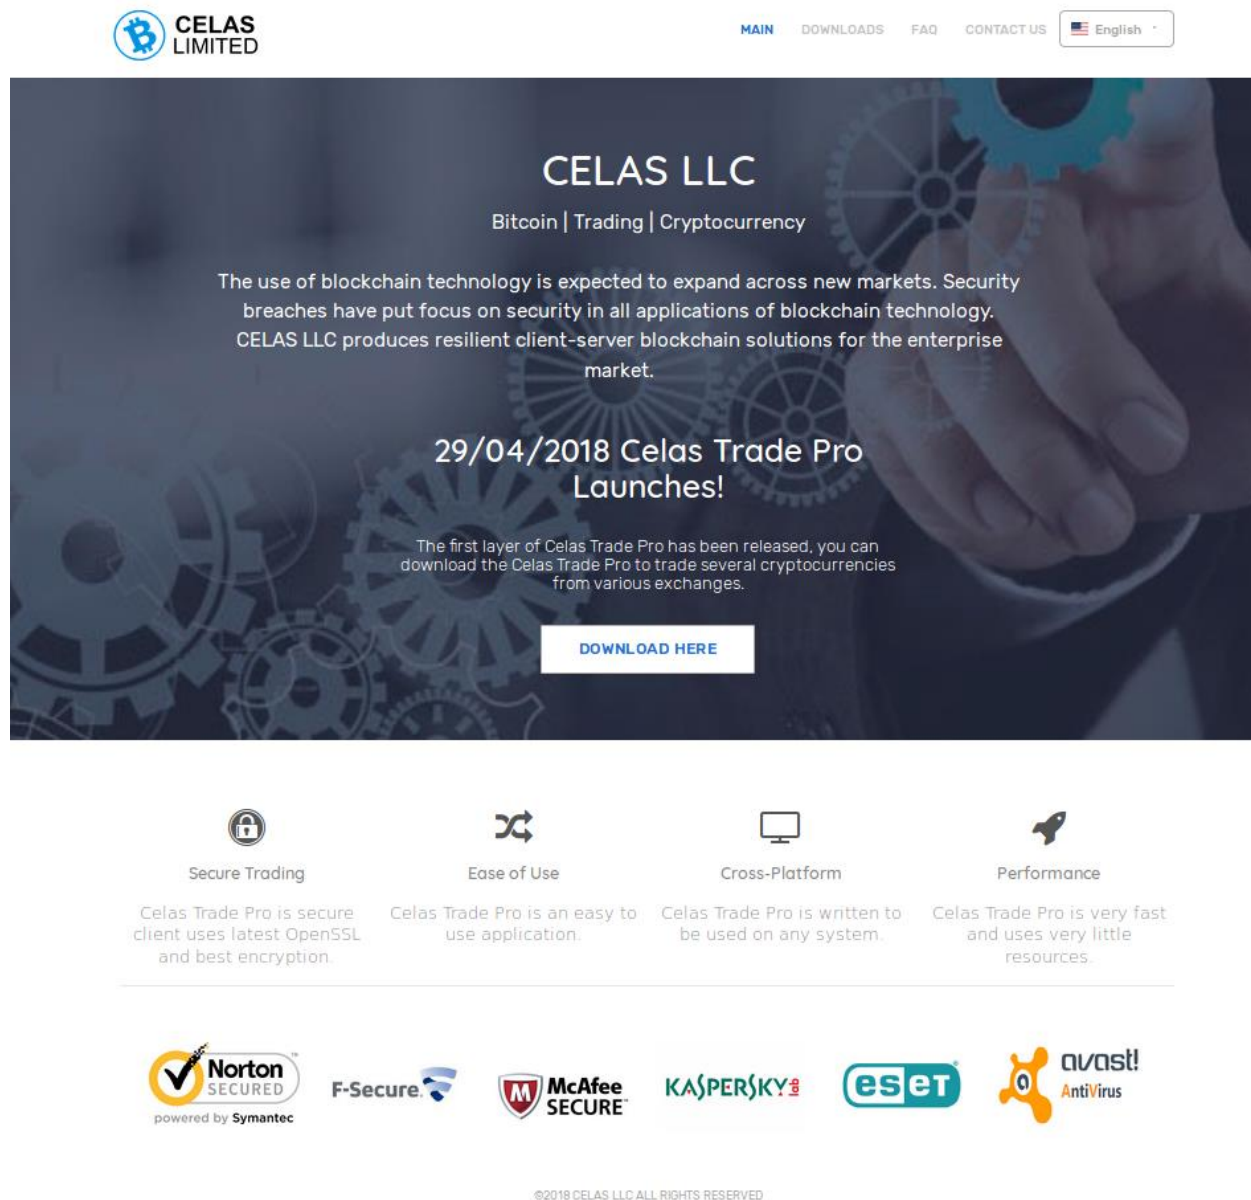 CELAS
LIMITED
MAIN DOWNLOADS FAQ CONTACT US English
CELAS LLC
Bitcoin | Trading | Cryptocurrency
The use of blockchain technology is expected to expand across new markets. Security
breaches have put focus on security in all applications of blockchain technology.
CELAS LLC produces resilient client-server blockchain solutions for the enterprise
market.
29/04/2018 Celas Trade Pro
Launches!
The first layer of Celas Trade Pro has been released, you can
download the Celas Trade Pro to trade several cryptocurrencies
from various exchanges.
DOWNLOAD HERE
Secure Trading
Celas Trade Pro is secure
client uses latest OpenSSL
and best encryption.
Ease of Use
Celas Trade Pro is an easy to
use application.
Cross-Platform
Celas Trade Pro is written to
be used on any system.
Performance
Celas Trade Pro is very fast
and uses very little
resources.
Norton
SECURED
powered by Symantec
F-Secure.
McAfee
SECURE™
KASPERSKY lab
eseT®
avast!
AntiVirus
©2018 CELAS LLC ALL RIGHTS RESERVED